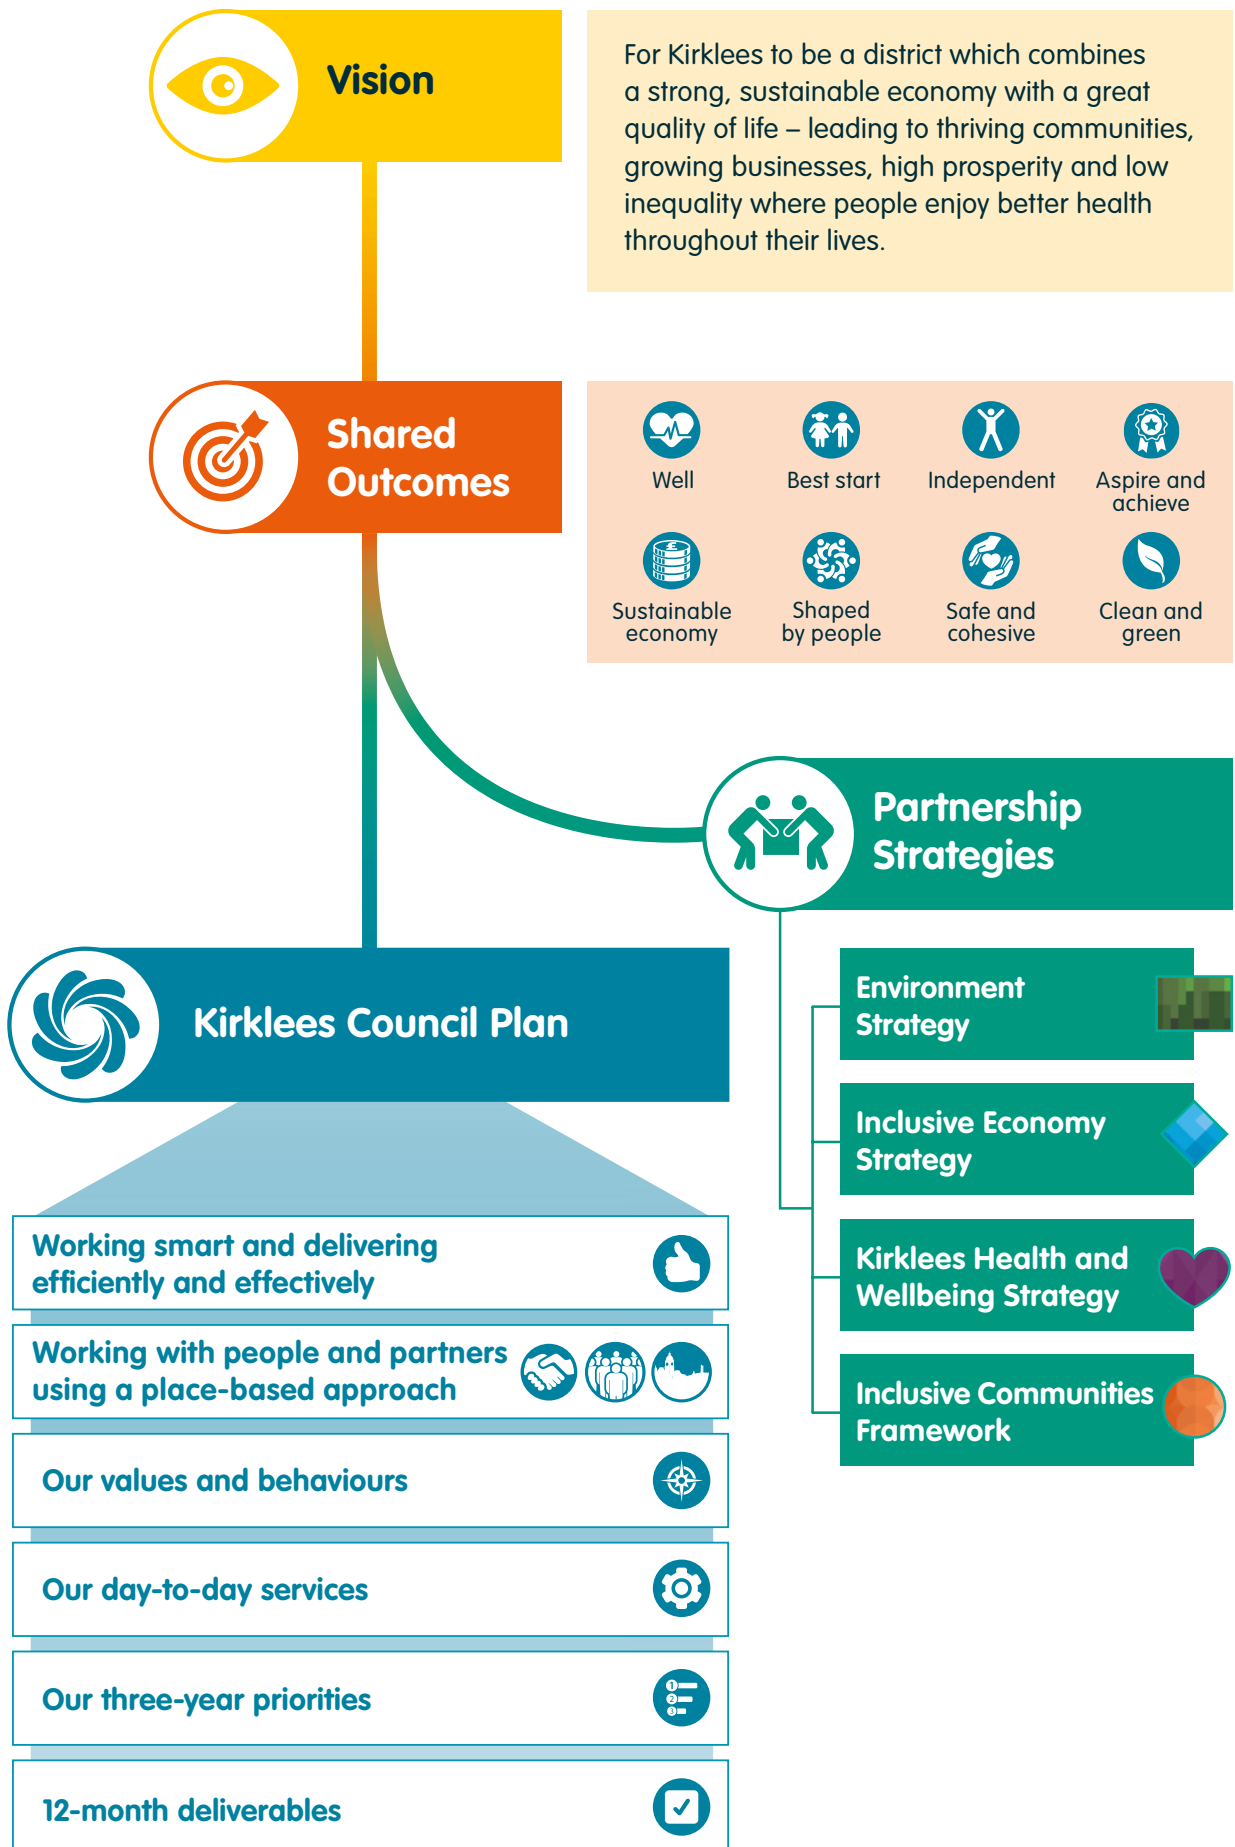 Vision
For Kirklees to be a district which combines
a strong, sustainable economy with a great
quality of life – leading to thriving communities,
growing businesses, high prosperity and low
inequality where people enjoy better health
throughout their lives.
Shared
Outcomes
Well
Best start
Independent
Aspire and
achieve
£
Sustainable
economy
Shaped
by people
Safe and
cohesive
Clean and
green
Partnership
Strategies
Environment
Strategy
Inclusive Economy
Strategy
Kirklees Health and
Wellbeing Strategy
Inclusive Communities
Framework
Kirklees Council Plan
Working smart and delivering
efficiently and effectively
Working with people and partners
using a place-based approach
Our values and behaviours
Our day-to-day services
Our three-year priorities
1
2
3
12-month deliverables